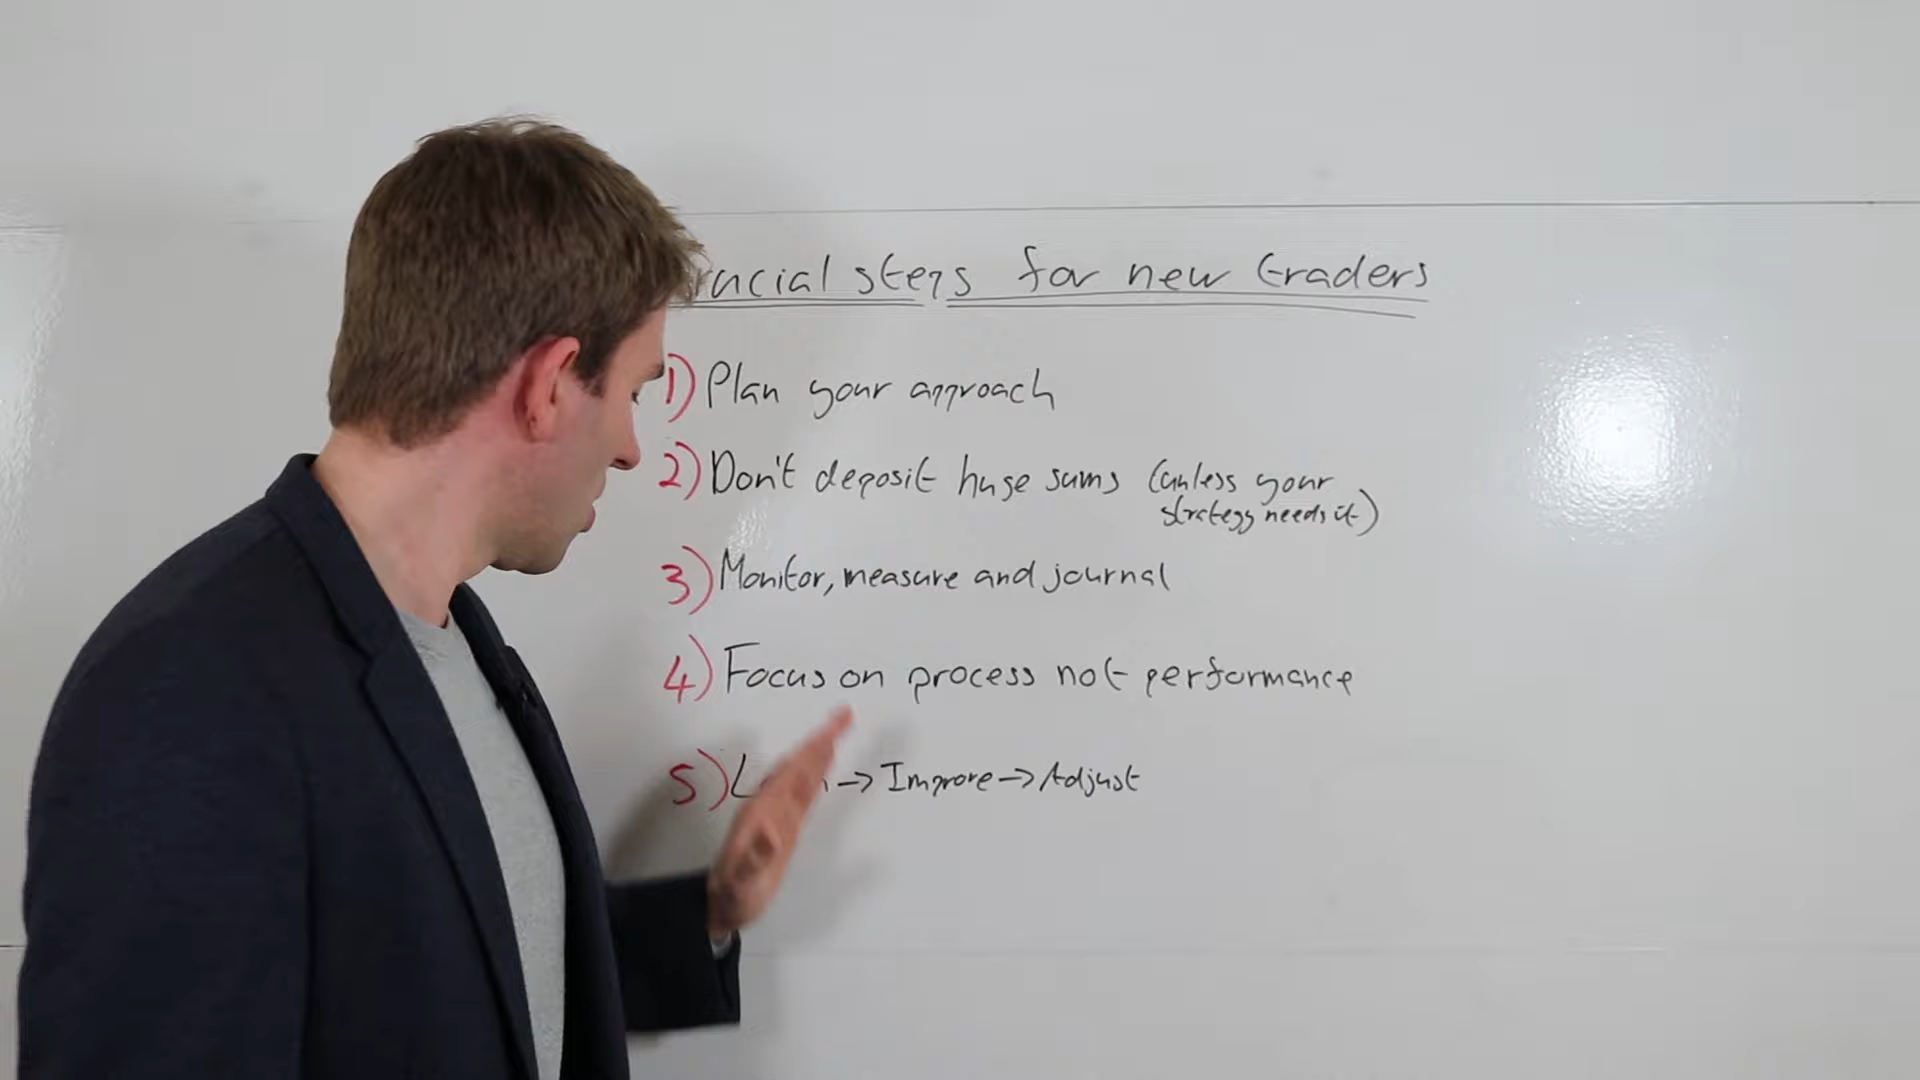 steps for new traders
1) Plan your approach
2) Don't deposit huge sums (unless your
strategy needs it)
3) Monitor, measure and journal
4) Focus on process not performance
5) → Improve → Adjust